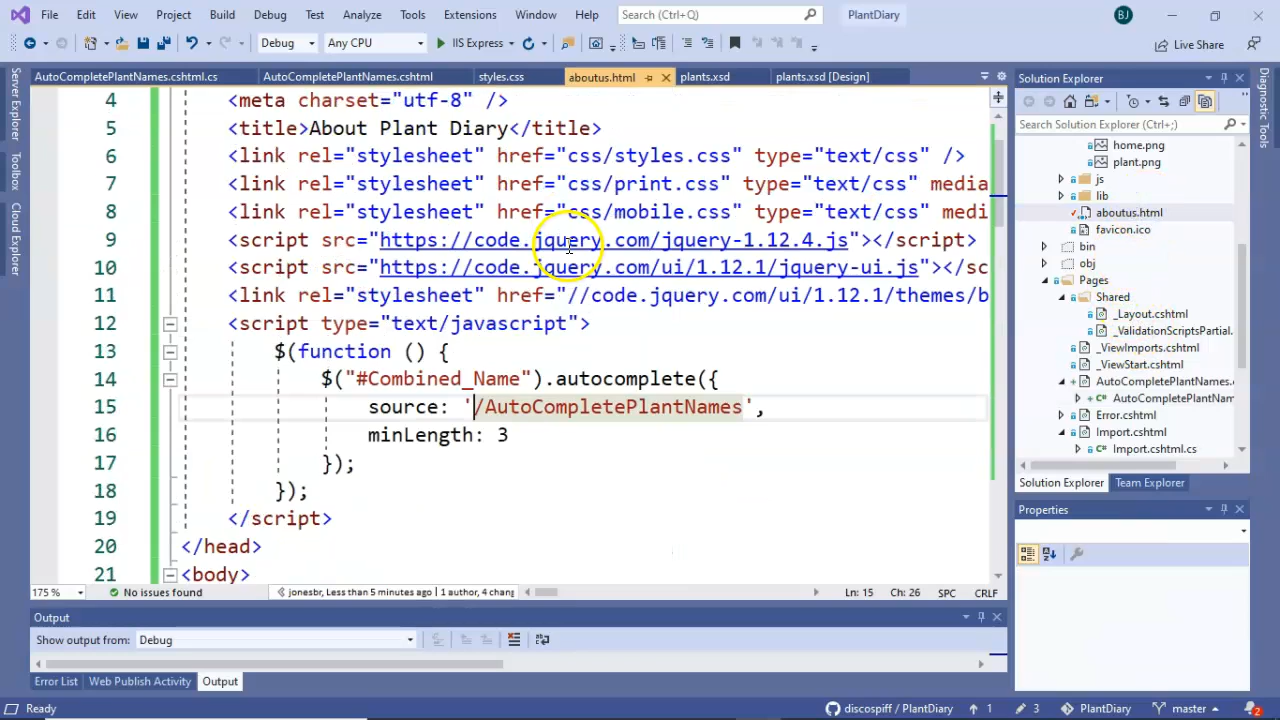 File Edit View Project Build Debug Test Analyze Tools Extensions Window Help Search (Ctrl+Q) PlantDiary BJ
Debug Any CPU IIS Express Live Share
AutoCompletePlantNames.cshtml.cs AutoCompletePlantNames.cshtml styles.css aboutus.html plants.xsd plants.xsd [Design]
Server Explorer
Toolbox
Cloud Explorer
4 <meta charset="utf-8" />
5 <title>About Plant Diary</title>
6 <link rel="stylesheet" href="css/styles.css" type="text/css" />
7 <link rel="stylesheet" href="css/print.css" type="text/css" media
8 <link rel="stylesheet" href="css/mobile.css" type="text/css" medi
9 <script src="https://code.jquery.com/jquery-1.12.4.js"></script>
10 <script src="https://code.jquery.com/ui/1.12.1/jquery-ui.js"></sc
11 <link rel="stylesheet" href="//code.jquery.com/ui/1.12.1/themes/b
12 <script type="text/javascript">
13 $(function () {
14 $("#Combined_Name").autocomplete({
15 source: '/AutoCompletePlantNames',
16 minLength: 3
17 });
18 });
19 </script>
20 </head>
21 <body>
175 % No issues found jonesbr, Less than 5 minutes ago | 1 author, 4 chang Ln: 15 Ch: 26 SPC CRLF
Output
Show output from: Debug
Error List Web Publish Activity Output
Solution Explorer
Search Solution Explorer (Ctrl+;)
home.png
plant.png
js
lib
aboutus.html
favicon.ico
bin
obj
Pages
Shared
_Layout.cshtml
_ValidationScriptsPartial.
_ViewImports.cshtml
_ViewStart.cshtml
AutoCompletePlantNames.
AutoCompletePlantNam
Error.cshtml
Import.cshtml
Import.cshtml.cs
Solution Explorer Team Explorer
Properties
Diagnostic Tools
Ready discospiff / PlantDiary 1 3 PlantDiary master 2